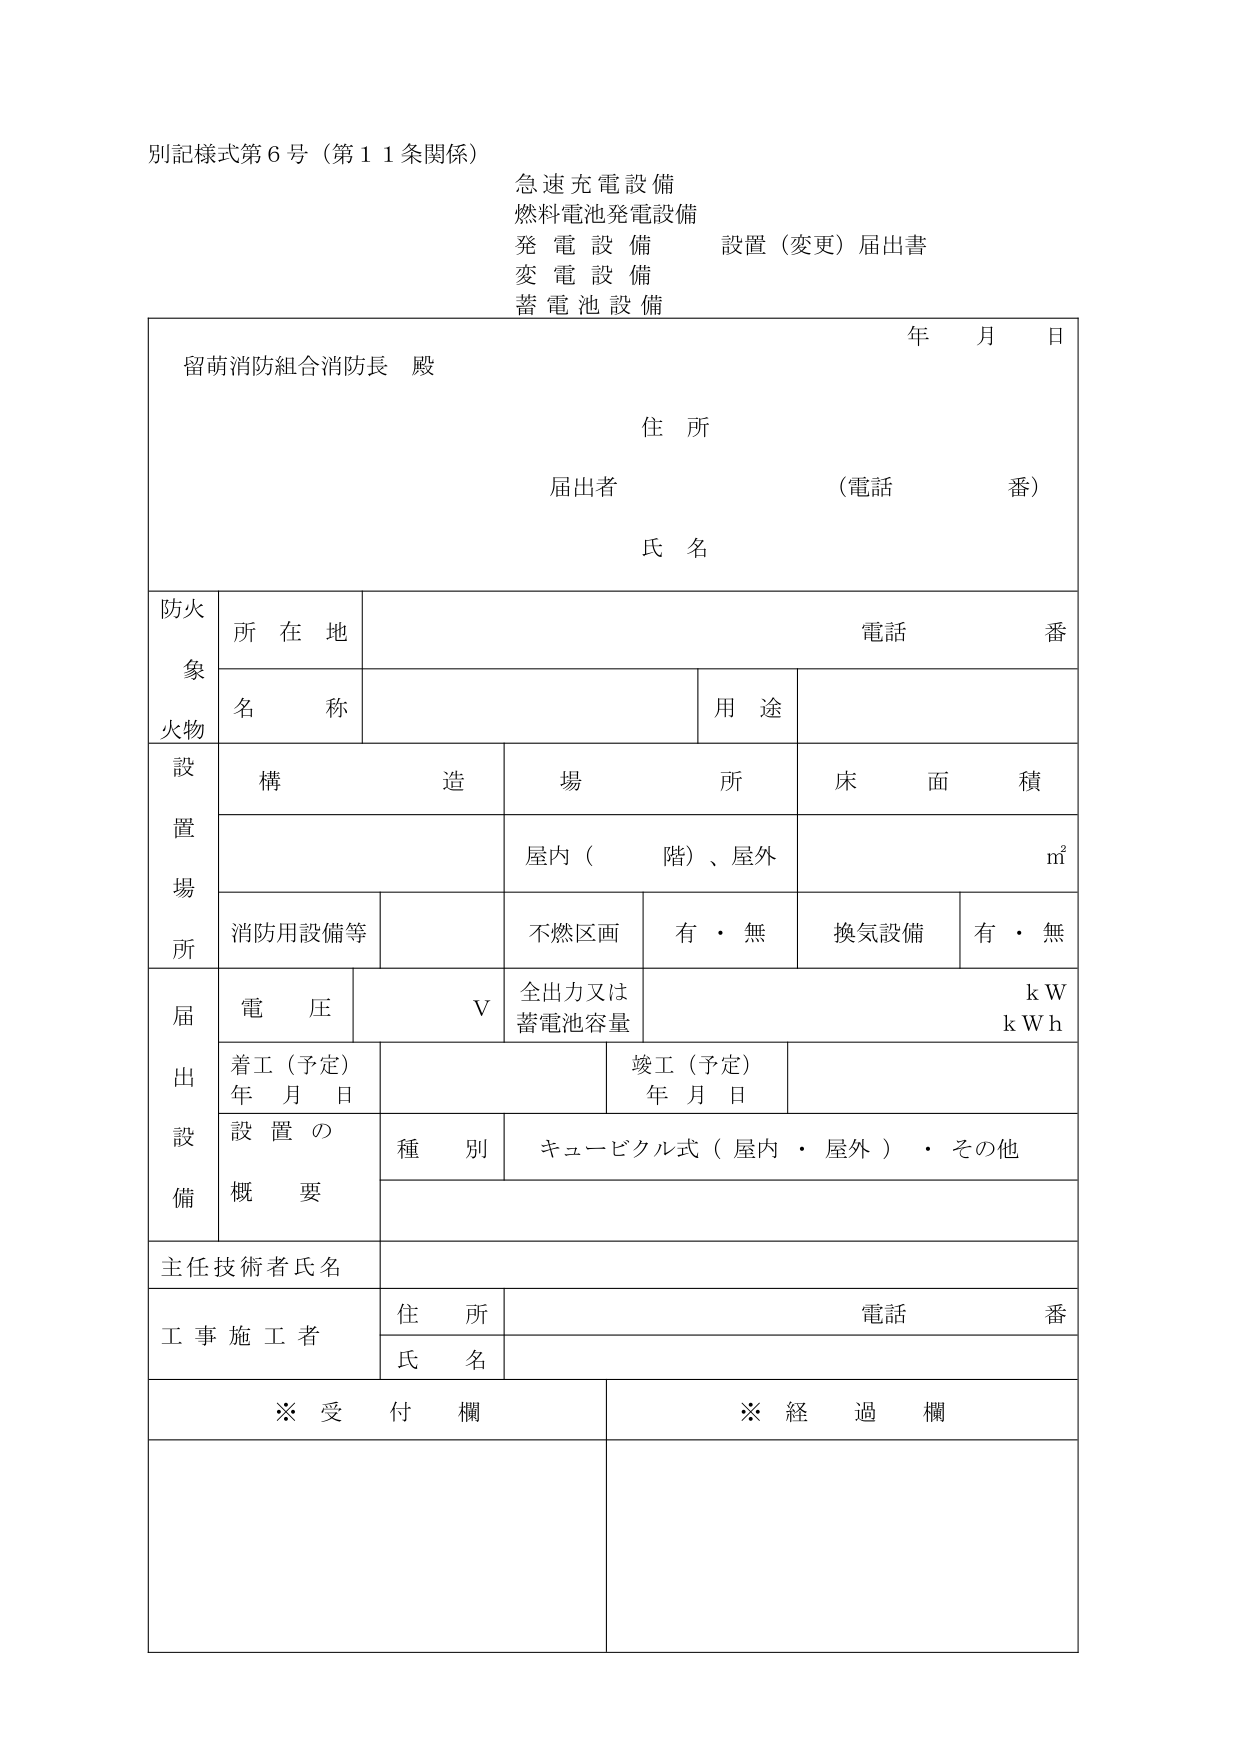 別記様式第６号（第１１条関係）
急速充電設備
燃料電池発電設備
発電設備　設置（変更）届出書
変電設備
蓄電池設備
年　月　日
留萌消防組合消防長　殿
住　所
届出者　（電話　番）
氏　名
防火
象
火物
所　在　地
電話　番
名　称
用　途
設
置
場
所
構　造
場　所
床　面　積
屋内（　階）、屋外
㎡
消防用設備等
不燃区画
有　・　無
換気設備
有　・　無
届
出
設
備
電　圧
Ｖ
全出力又は
蓄電池容量
ｋＷ
ｋＷｈ
着工（予定）
年　月　日
竣工（予定）
年　月　日
設　置　の
概　要
種　別
キュービクル式（屋内　・　屋外）　・　その他
主任技術者氏名
工事施工者
住　所
電話　番
氏　名
※　受　付　欄
※　経　過　欄